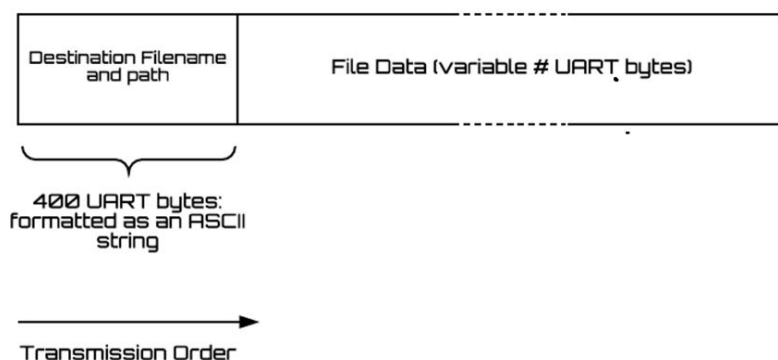 Destination Filename
and path
File Data (variable # UART bytes)
400 UART bytes:
formatted as an ASCII
string
Transmission Order